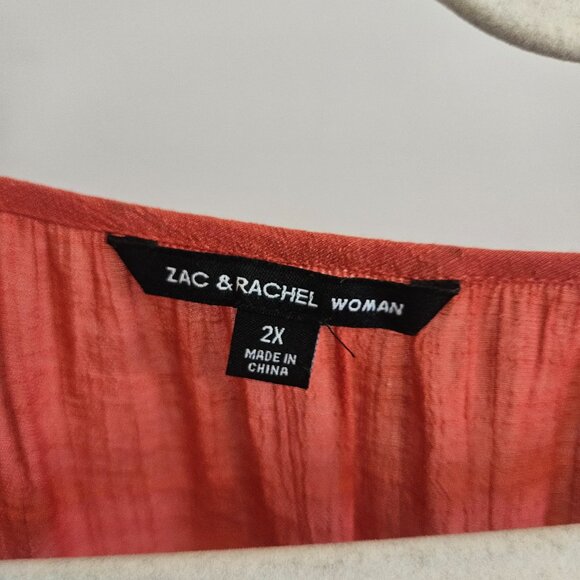 ZAC & RACHEL WOMAN
2X
MADE IN
CHINA